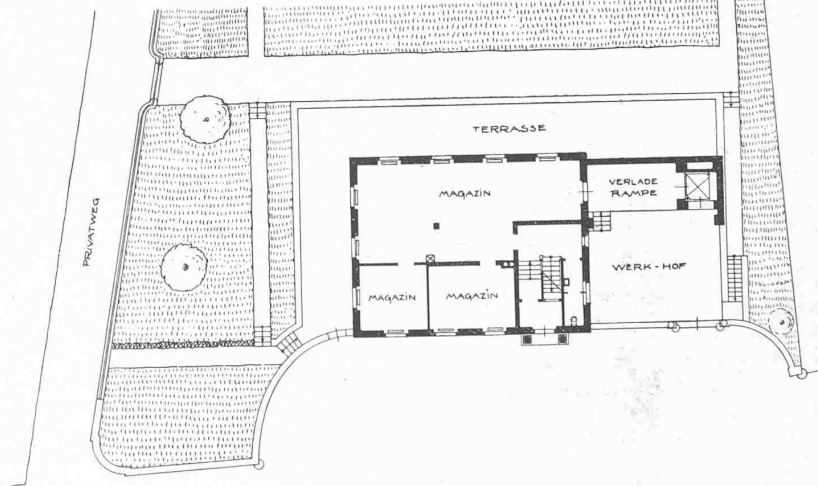 TERRASSE
MAGAZIN
VERLADE
RAMPE
PRIVATWEG
MAGAZIN
MAGAZIN
WERK-HOF